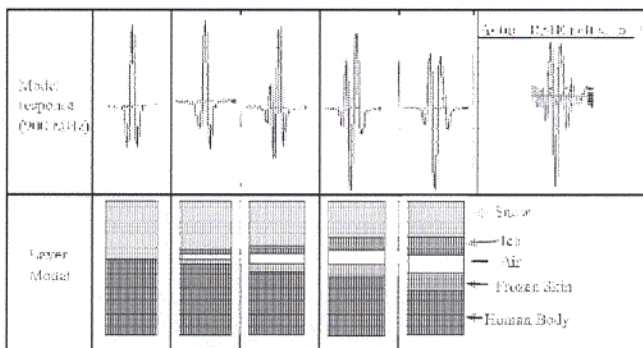 Model
response
(900 MHz)
Layer
Model
Snow
Ice
Air
Frozen Skin
Human Body